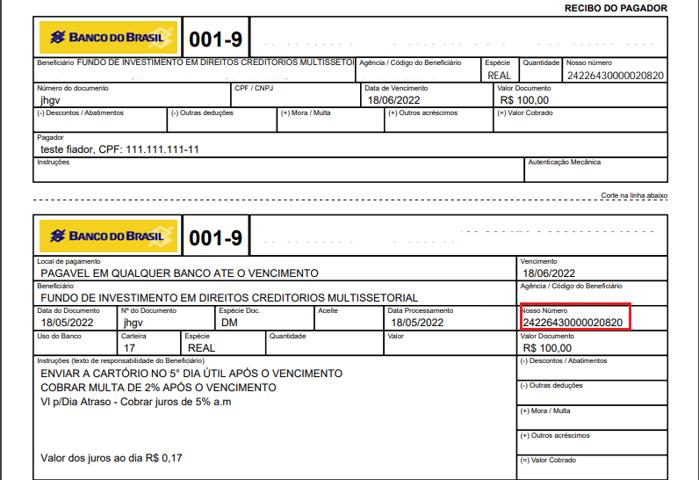 RECIBO DO PAGADOR
BANCO DO BRASIL 001-9
Beneficiário FUNDO DE INVESTIMENTO EM DIREITOS CREDITORIOS MULTISSETOI Agência / Código do Beneficiário Espécie Quantidade Nosso número
REAL 24226430000020820
Número do documento CPF / CNPJ Data de Vencimento Valor Documento
jhgv 18/06/2022 R$ 100,00
(-) Descontos / Abatimentos (-) Outras deduções (+) Mora / Multa (+) Outros acréscimos (=) Valor Cobrado
Pagador
teste fiador, CPF: 111.111.111-11
Instruções Autenticação Mecânica
Corte na linha abaixo
BANCO DO BRASIL 001-9
Local de pagamento Vencimento
PAGAVEL EM QUALQUER BANCO ATE O VENCIMENTO 18/06/2022
Beneficiário Agência / Código do Beneficiário
FUNDO DE INVESTIMENTO EM DIREITOS CREDITORIOS MULTISSETORIAL
Data do Documento Nº do Documento Espécie Doc. Aceite Data Processamento Nosso Número
18/05/2022 jhgv DM 18/05/2022 24226430000020820
Uso do Banco Carteira Espécie Quantidade Valor Valor Documento
17 REAL R$ 100,00
Instruções (texto de responsabilidade do Beneficiário) (-) Descontos / Abatimentos
ENVIAR A CARTÓRIO NO 5° DIA ÚTIL APÓS O VENCIMENTO
COBRAR MULTA DE 2% APÓS O VENCIMENTO (-) Outras deduções
Vl p/Dia Atraso - Cobrar juros de 5% a.m
(+) Mora / Multa
(+) Outros acréscimos
Valor dos juros ao dia R$ 0,17
(=) Valor Cobrado